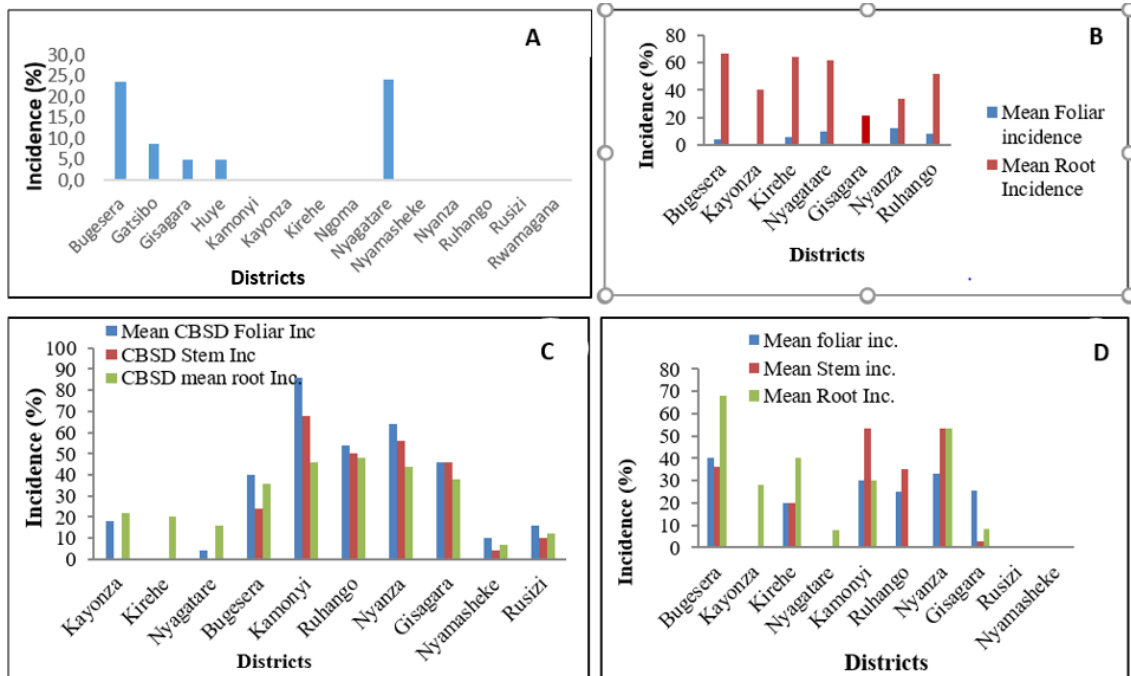 A
Incidence (%)
30,0
25,0
20,0
15,0
10,0
5,0
0,0
Bugesera
Gatsibo
Gisagara
Huye
Kamonyi
Kayonza
Kirehe
Ngoma
Nyagatare
Nyamasheke
Nyanza
Ruhango
Rusizi
Rwamagana
Districts
B
Incidence (%)
80
60
40
20
0
Bugesera
Kayonza
Kirehe
Nyagatare
Gisagara
Nyanza
Ruhango
Districts
Mean Foliar
incidence
Mean Root
Incidence
C
Mean CBSD Foliar Inc
CBSD Stem Inc
CBSD mean root Inc.
Incidence (%)
100
90
80
70
60
50
40
30
20
10
0
Kayonza
Kirehe
Nyagatare
Bugesera
Kamonyi
Ruhango
Nyanza
Gisagara
Nyamasheke
Rusizi
Districts
D
Mean foliar inc.
Mean Stem inc.
Mean Root Inc.
Incidence (%)
80
70
60
50
40
30
20
10
0
Bugesera
Kayonza
Kirehe
Nyagatare
Kamonyi
Ruhango
Nyanza
Gisagara
Rusizi
Nyamasheke
Districts